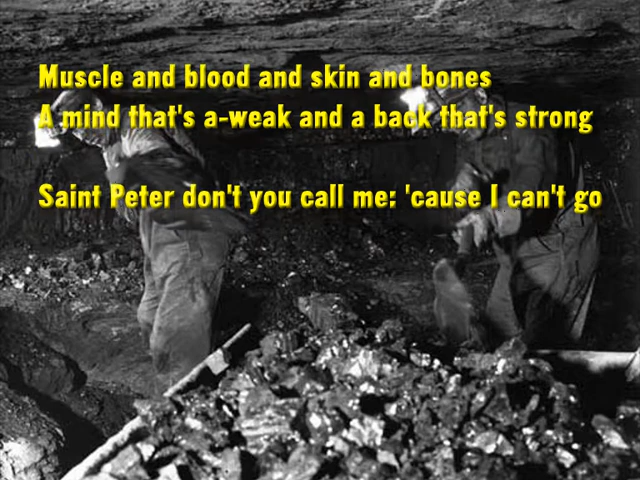 Muscle and blood and skin and bones
A mind that's a-weak and a back that's strong
Saint Peter don't you call me: 'cause I can't go